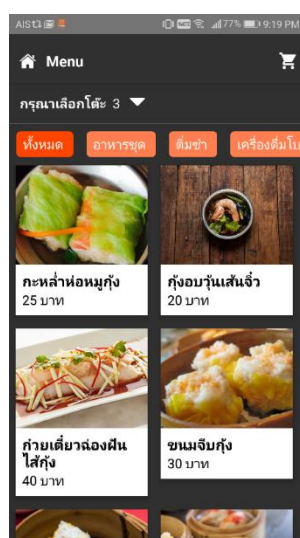 AIS 77% 9:19 PM
Menu
กรุณาเลือกโต๊ะ 3
ทั้งหมด อาหารชุด ติ่มซำ เครื่องดื่มโบ
กะหล่ำห่อหมูกุ้ง
25 บาท
กุ้งอบวุ้นเส้นจิ๋ว
20 บาท
ก๋วยเตี่ยวฉ่องฝัน
ไส้กุ้ง
40 บาท
ขนมจีบกุ้ง
30 บาท